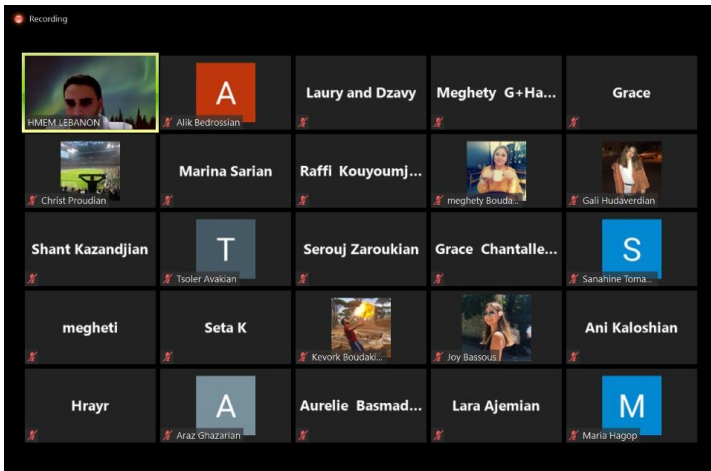 Recording
HMEM LEBANON
A
Alik Bedrossian
Laury and Dzavy
Meghety G+Ha...
Grace
Christ Proudian
Marina Sarian
Raffi Kouyoumj...
meghety Bouda...
Gali Hudaverdian
Shant Kazandjian
T
Tsoler Avakian
Serouj Zaroukian
Grace Chantalle...
S
Sanahine Toma...
megheti
Seta K
Kevork Boudaki...
Joy Bassous
Ani Kaloshian
Hrayr
A
Araz Ghazarian
Aurelie Basmad...
Lara Ajemian
M
Maria Hagop